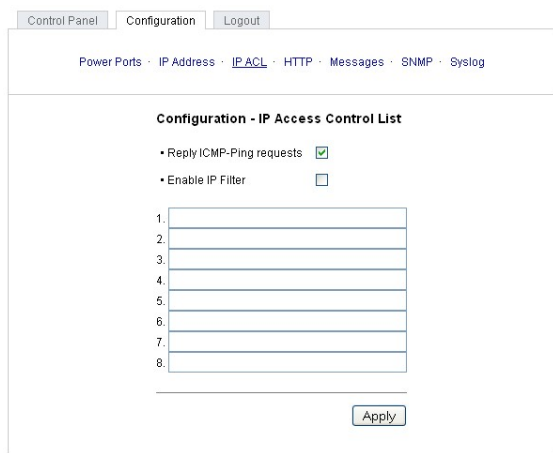 Control Panel Configuration Logout
Power Ports · IP Address · IP ACL · HTTP · Messages · SNMP · Syslog
Configuration - IP Access Control List
• Reply ICMP-Ping requests
• Enable IP Filter
1.
2.
3.
4.
5.
6.
7.
8.
Apply